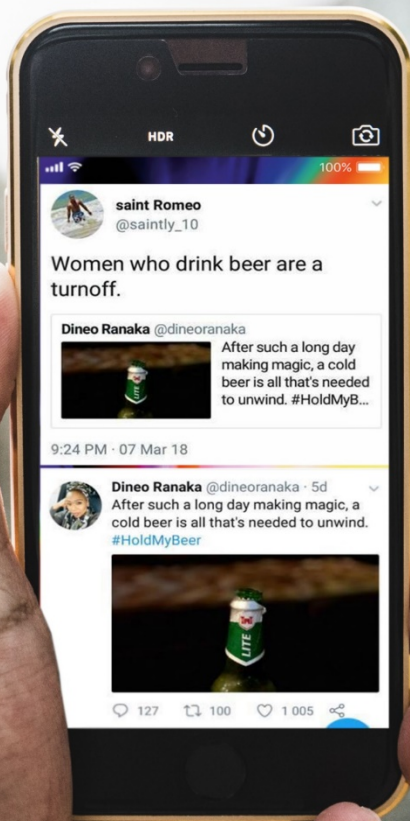 HDR
100%
saint Romeo
@saintly_10
Women who drink beer are a
turnoff.
Dineo Ranaka @dineoranaka
After such a long day
making magic, a cold
beer is all that's needed
to unwind. #HoldMyB...
LITE
9:24 PM · 07 Mar 18
Dineo Ranaka @dineoranaka · 5d
After such a long day making magic, a
cold beer is all that's needed to unwind.
#HoldMyBeer
LITE
127 100 1 005